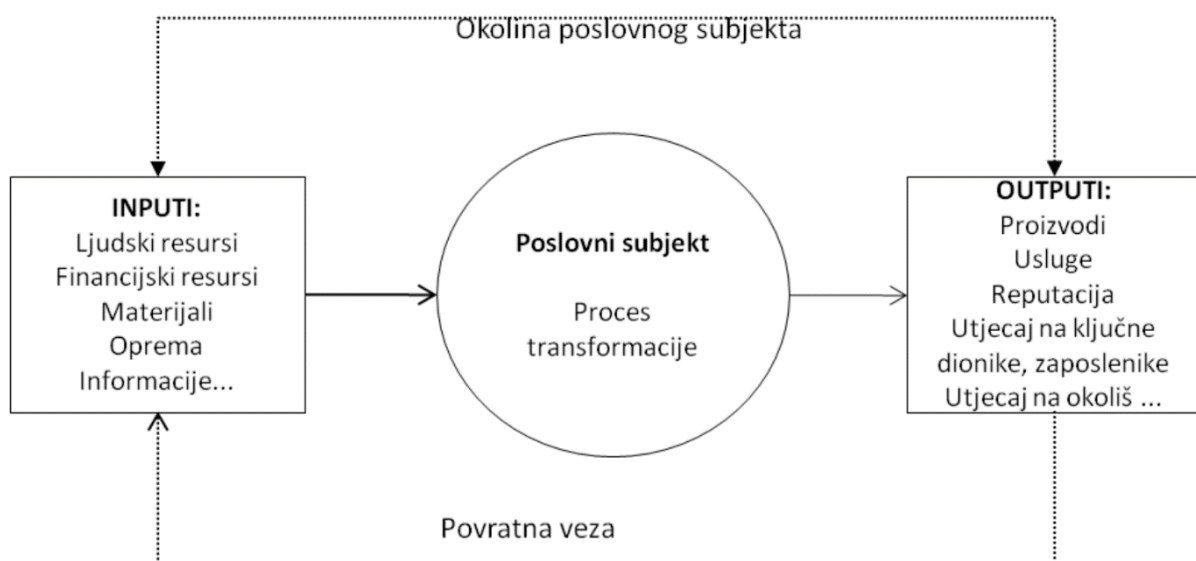 Okolina poslovnog subjekta
INPUTI:
Ljudski resursi
Financijski resursi
Materijali
Oprema
Informacije...
Poslovni subjekt
Proces
transformacije
OUTPUTI:
Proizvodi
Usluge
Reputacija
Utjecaj na ključne
dionike, zaposlenike
Utjecaj na okoliš ...
Povratna veza